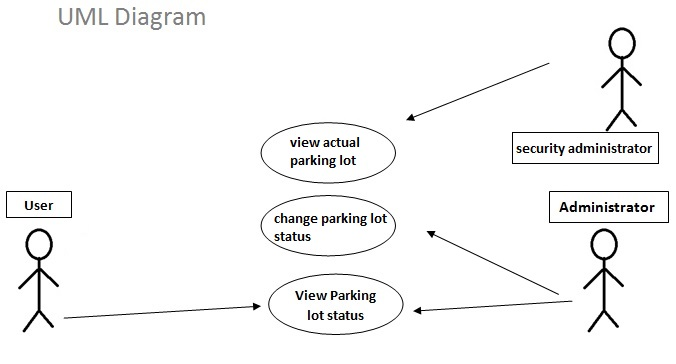 UML Diagram
view actual
parking lot
security administrator
User
change parking lot
status
Administrator
View Parking
lot status